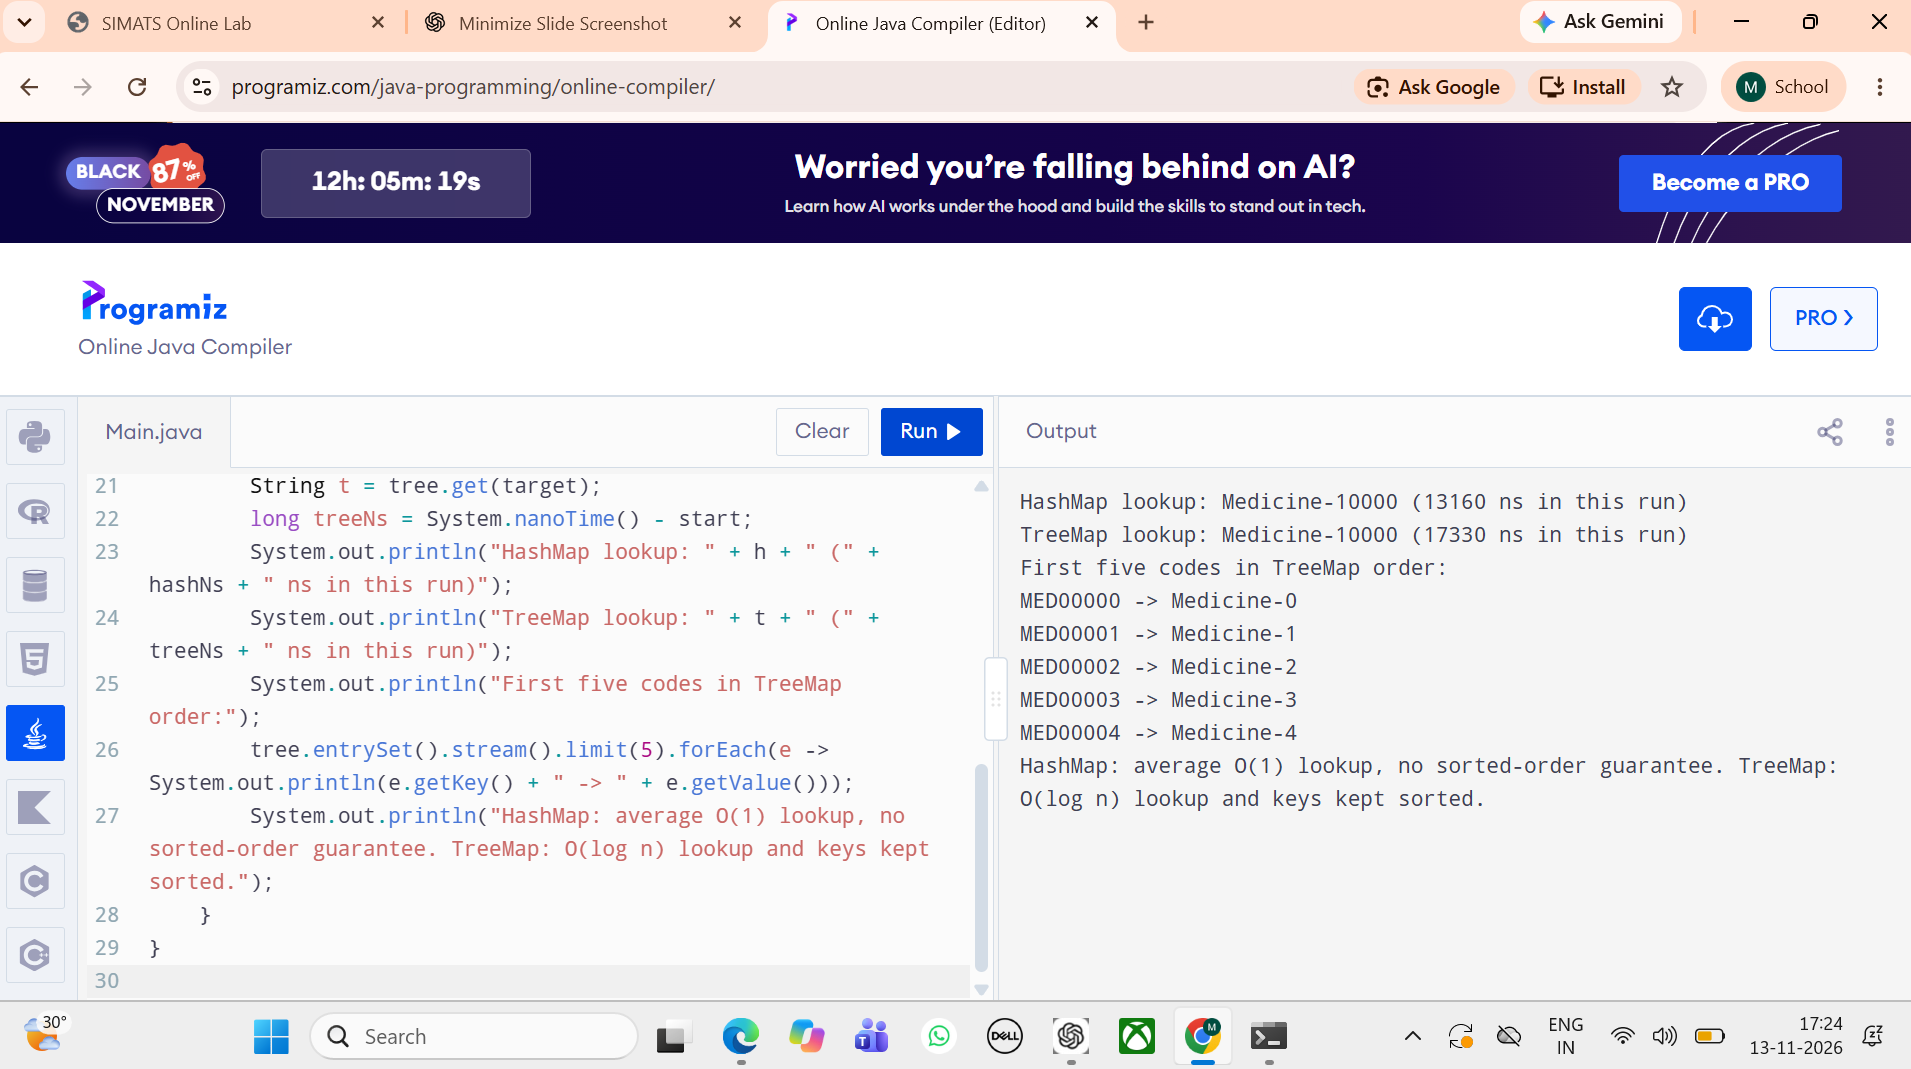 SIMATS Online Lab
Minimize Slide Screenshot
Online Java Compiler (Editor)
Ask Gemini
programiz.com/java-programming/online-compiler/
Ask Google
Install
M
School
BLACK
87% OFF
NOVEMBER
12h: 05m: 19s
Worried you’re falling behind on AI?
Learn how AI works under the hood and build the skills to stand out in tech.
Become a PRO
Programiz
Online Java Compiler
PRO
Main.java
Clear
Run
Output
21 String t = tree.get(target);
22 long treeNs = System.nanoTime() - start;
23 System.out.println("HashMap lookup: " + h + " (" +
hashNs + " ns in this run)");
24 System.out.println("TreeMap lookup: " + t + " (" +
treeNs + " ns in this run)");
25 System.out.println("First five codes in TreeMap
order:");
26 tree.entrySet().stream().limit(5).forEach(e ->
System.out.println(e.getKey() + " -> " + e.getValue()));
27 System.out.println("HashMap: average O(1) lookup, no
sorted-order guarantee. TreeMap: O(log n) lookup and keys kept
sorted.");
28 }
29 }
30
HashMap lookup: Medicine-10000 (13160 ns in this run)
TreeMap lookup: Medicine-10000 (17330 ns in this run)
First five codes in TreeMap order:
MED00000 -> Medicine-0
MED00001 -> Medicine-1
MED00002 -> Medicine-2
MED00003 -> Medicine-3
MED00004 -> Medicine-4
HashMap: average O(1) lookup, no sorted-order guarantee. TreeMap:
O(log n) lookup and keys kept sorted.
30°
Search
DELL
M
ENG
IN
17:24
13-11-2026